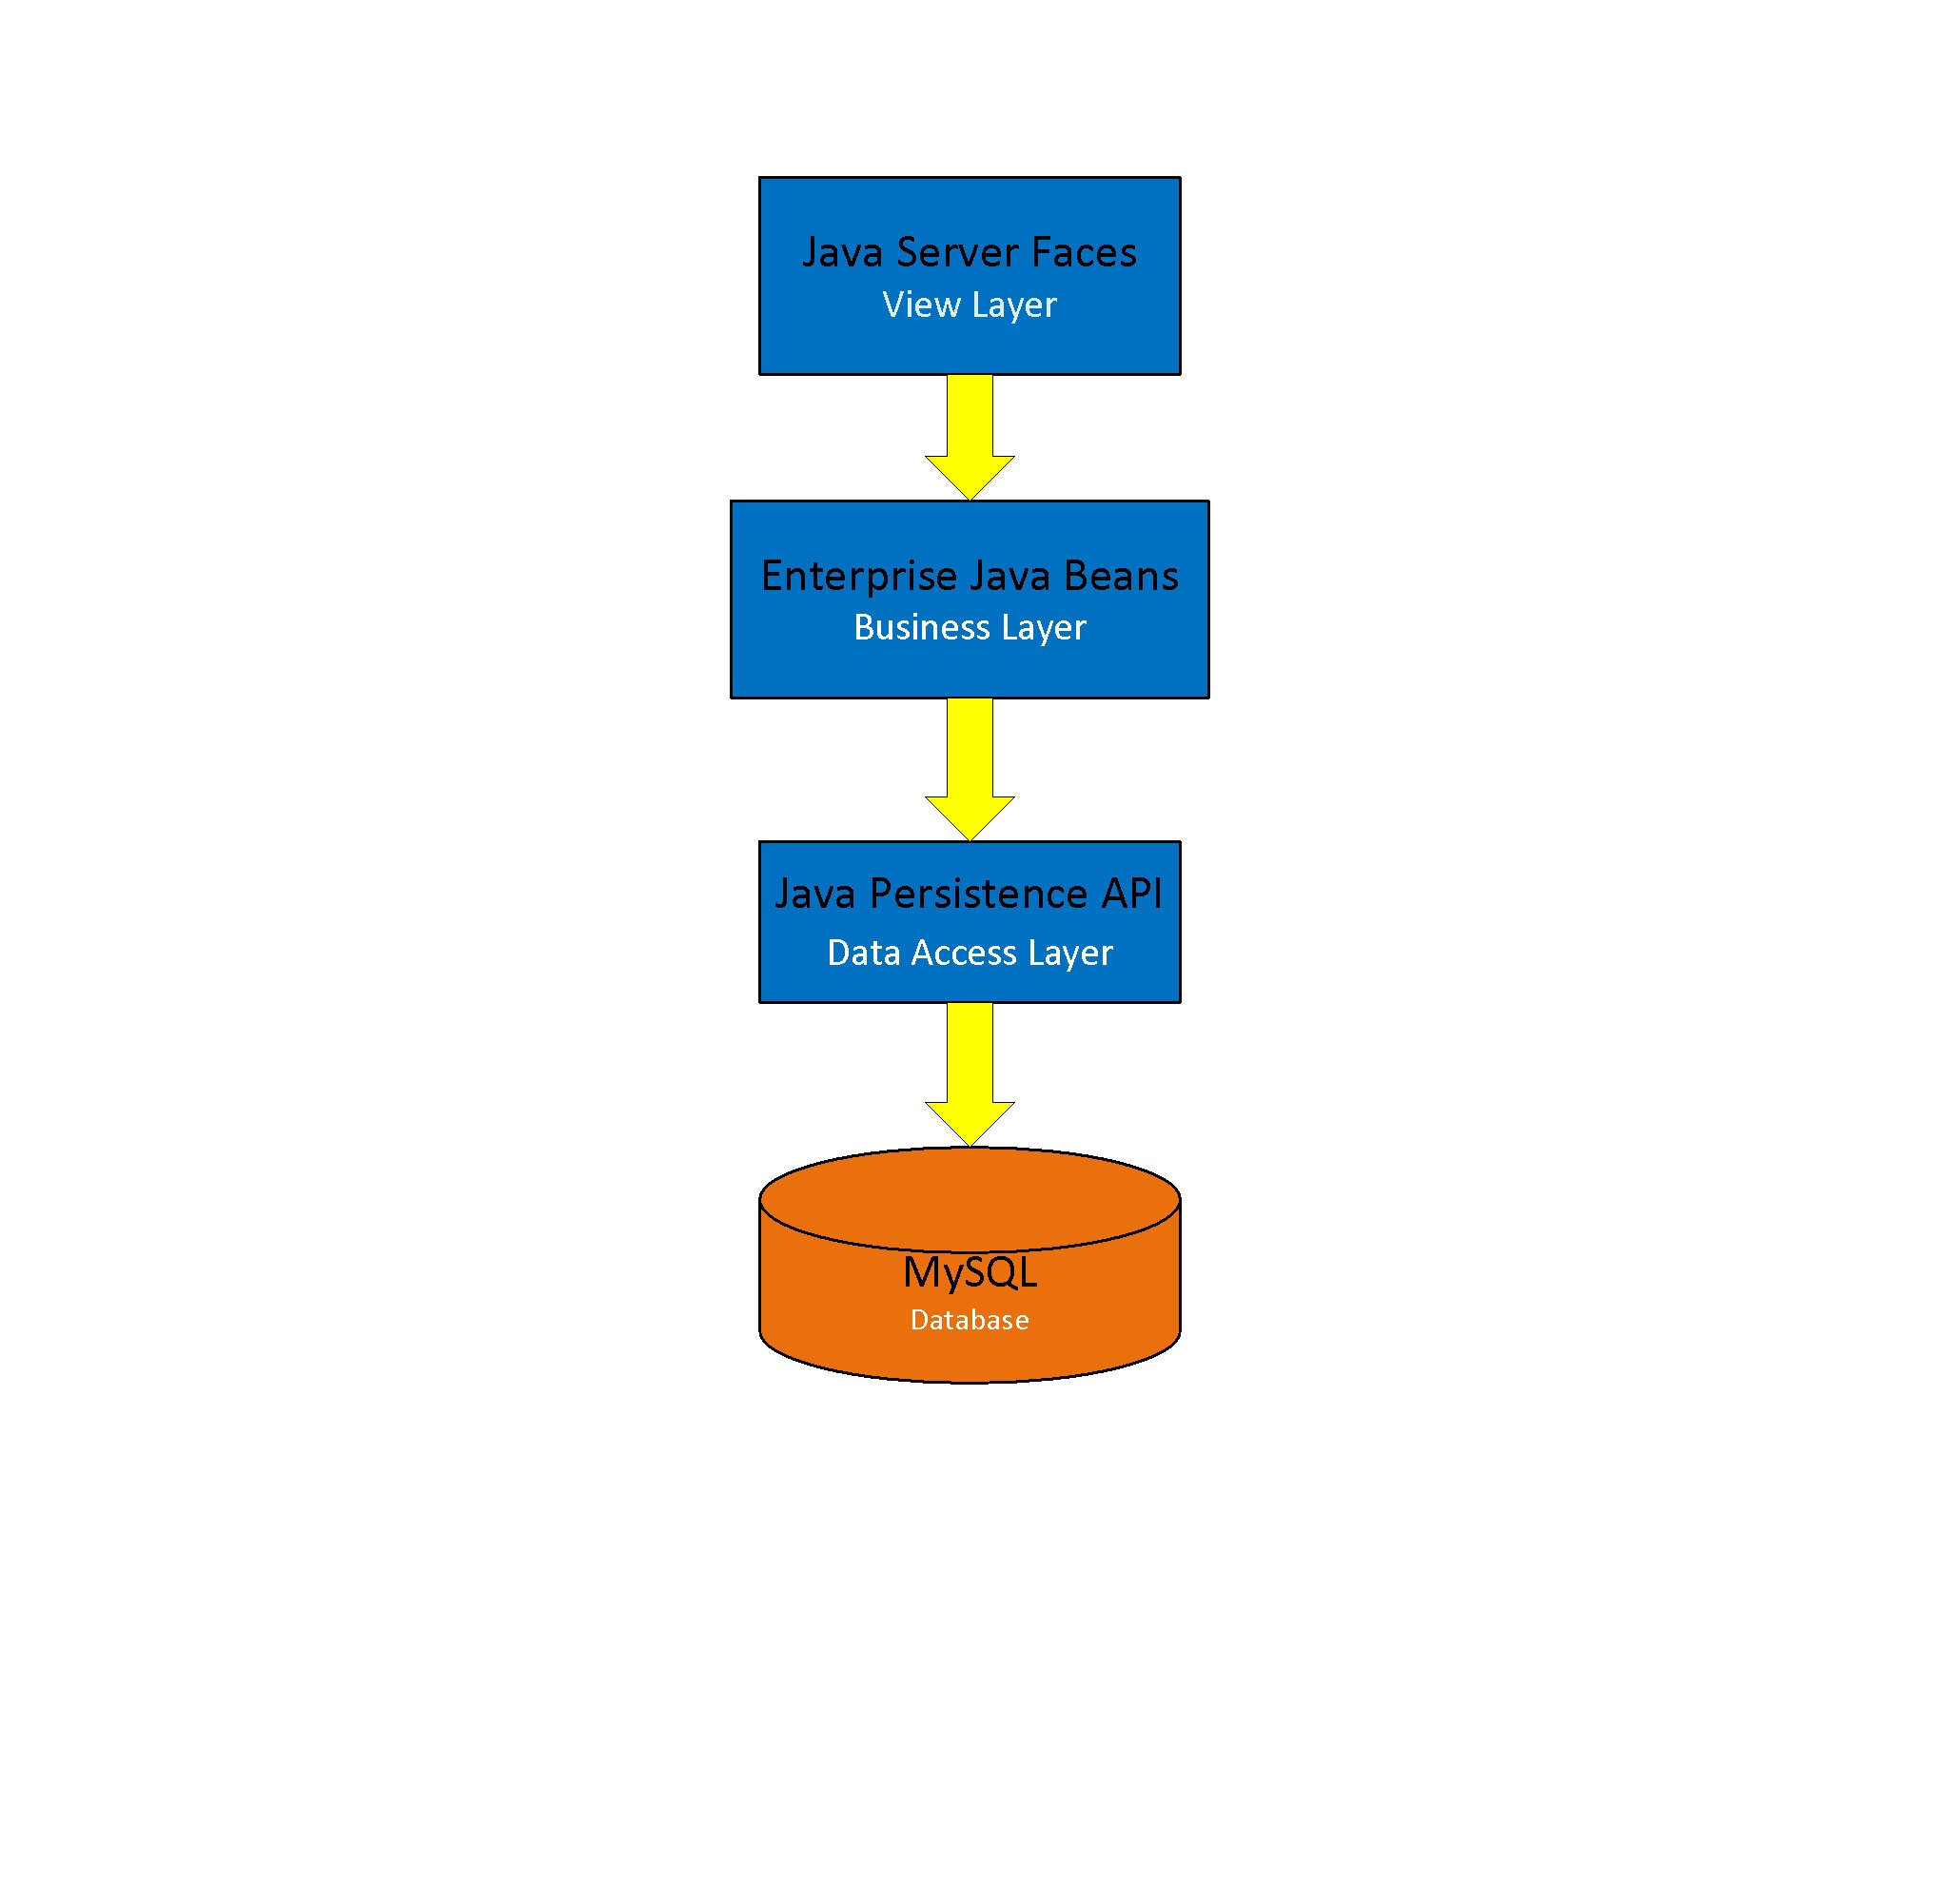 Java Server Faces
View Layer
Enterprise Java Beans
Business Layer
Java Persistence API
Data Access Layer
MySQL
Database